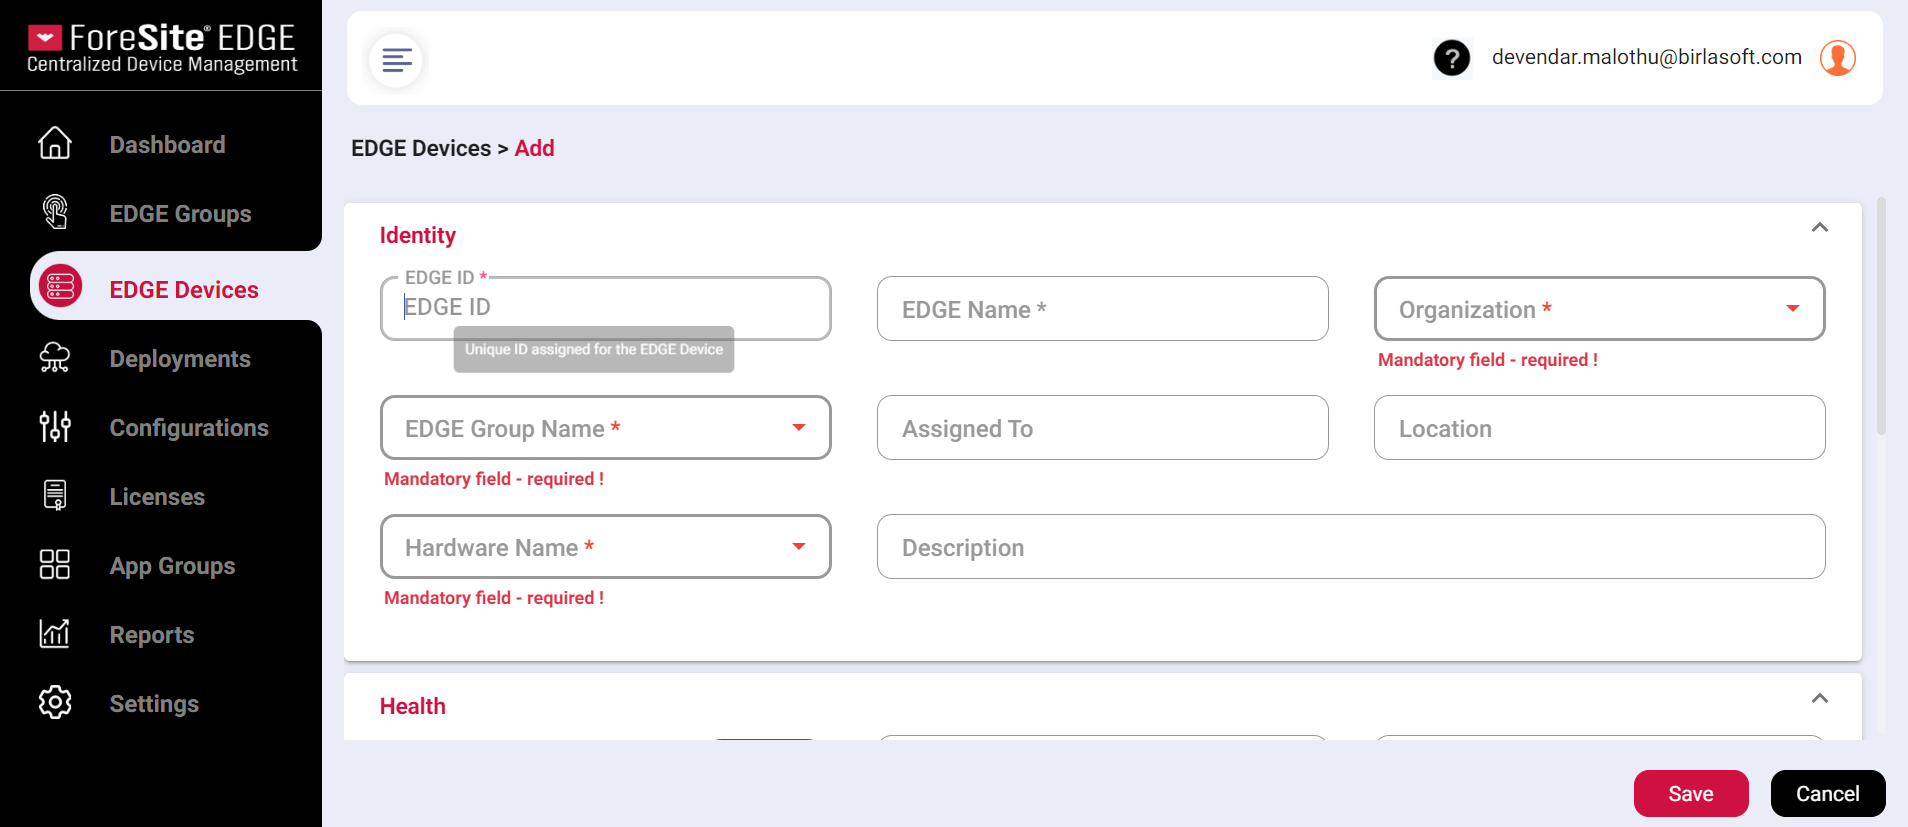 ForeSite® EDGE
Centralized Device Management
? devendar.malothu@birlasoft.com
Dashboard
EDGE Groups
EDGE Devices
Deployments
Configurations
Licenses
App Groups
Reports
Settings
EDGE Devices > Add
Identity
EDGE ID *
EDGE ID
Unique ID assigned for the EDGE Device
EDGE Name *
Organization *
Mandatory field - required !
EDGE Group Name *
Mandatory field - required !
Assigned To
Location
Hardware Name *
Mandatory field - required !
Description
Health
Save
Cancel